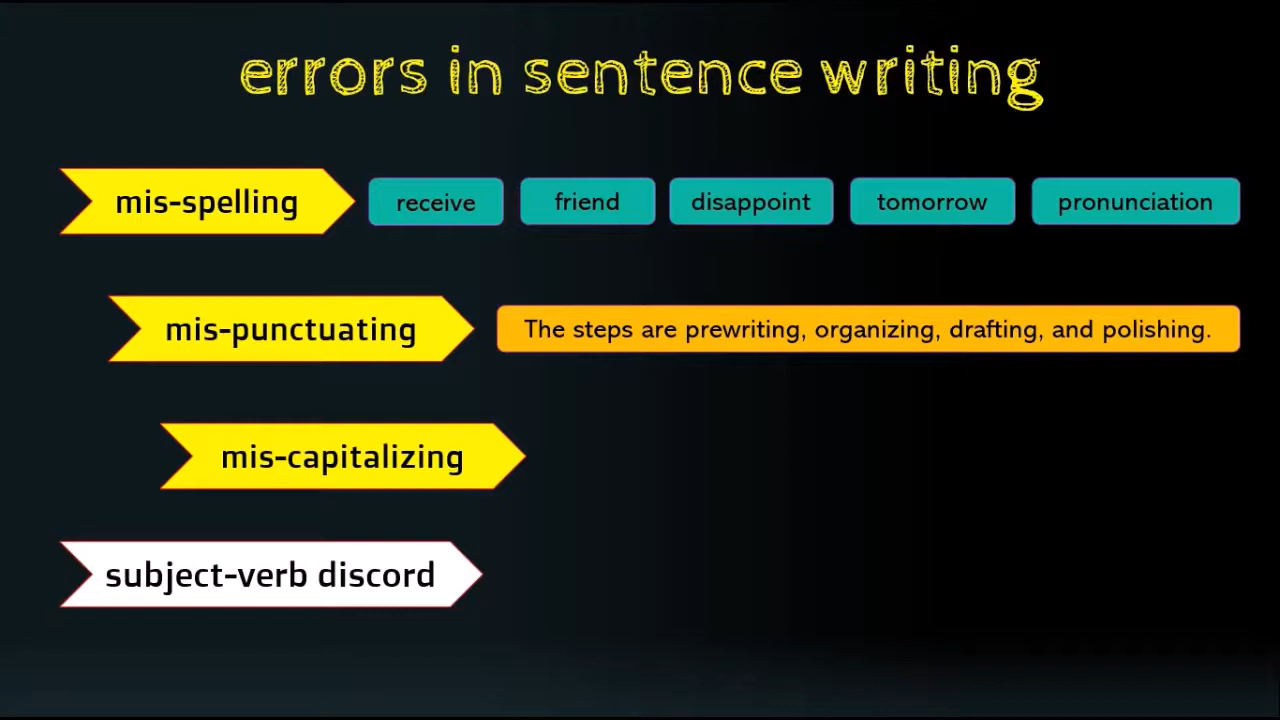 errors in sentence writing
mis-spelling receive friend disappoint tomorrow pronunciation
mis-punctuating The steps are prewriting, organizing, drafting, and polishing.
mis-capitalizing
subject-verb discord